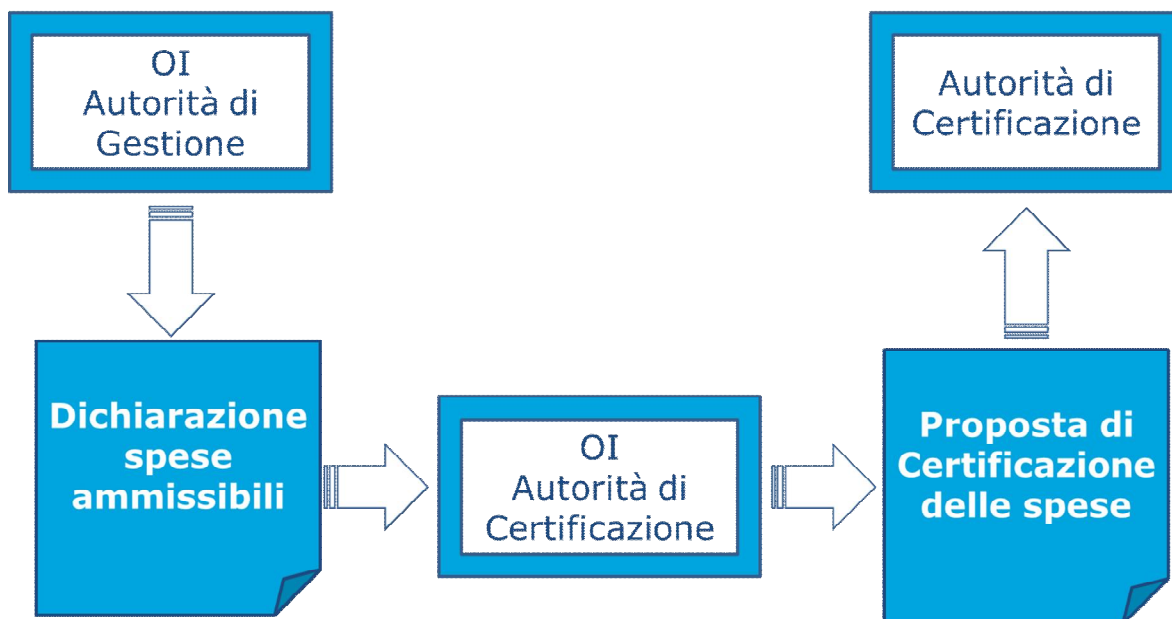 OI
Autorità di
Gestione
Dichiarazione
spese
ammissibili
OI
Autorità di
Certificazione
Proposta di
Certificazione
delle spese
Autorità di
Certificazione